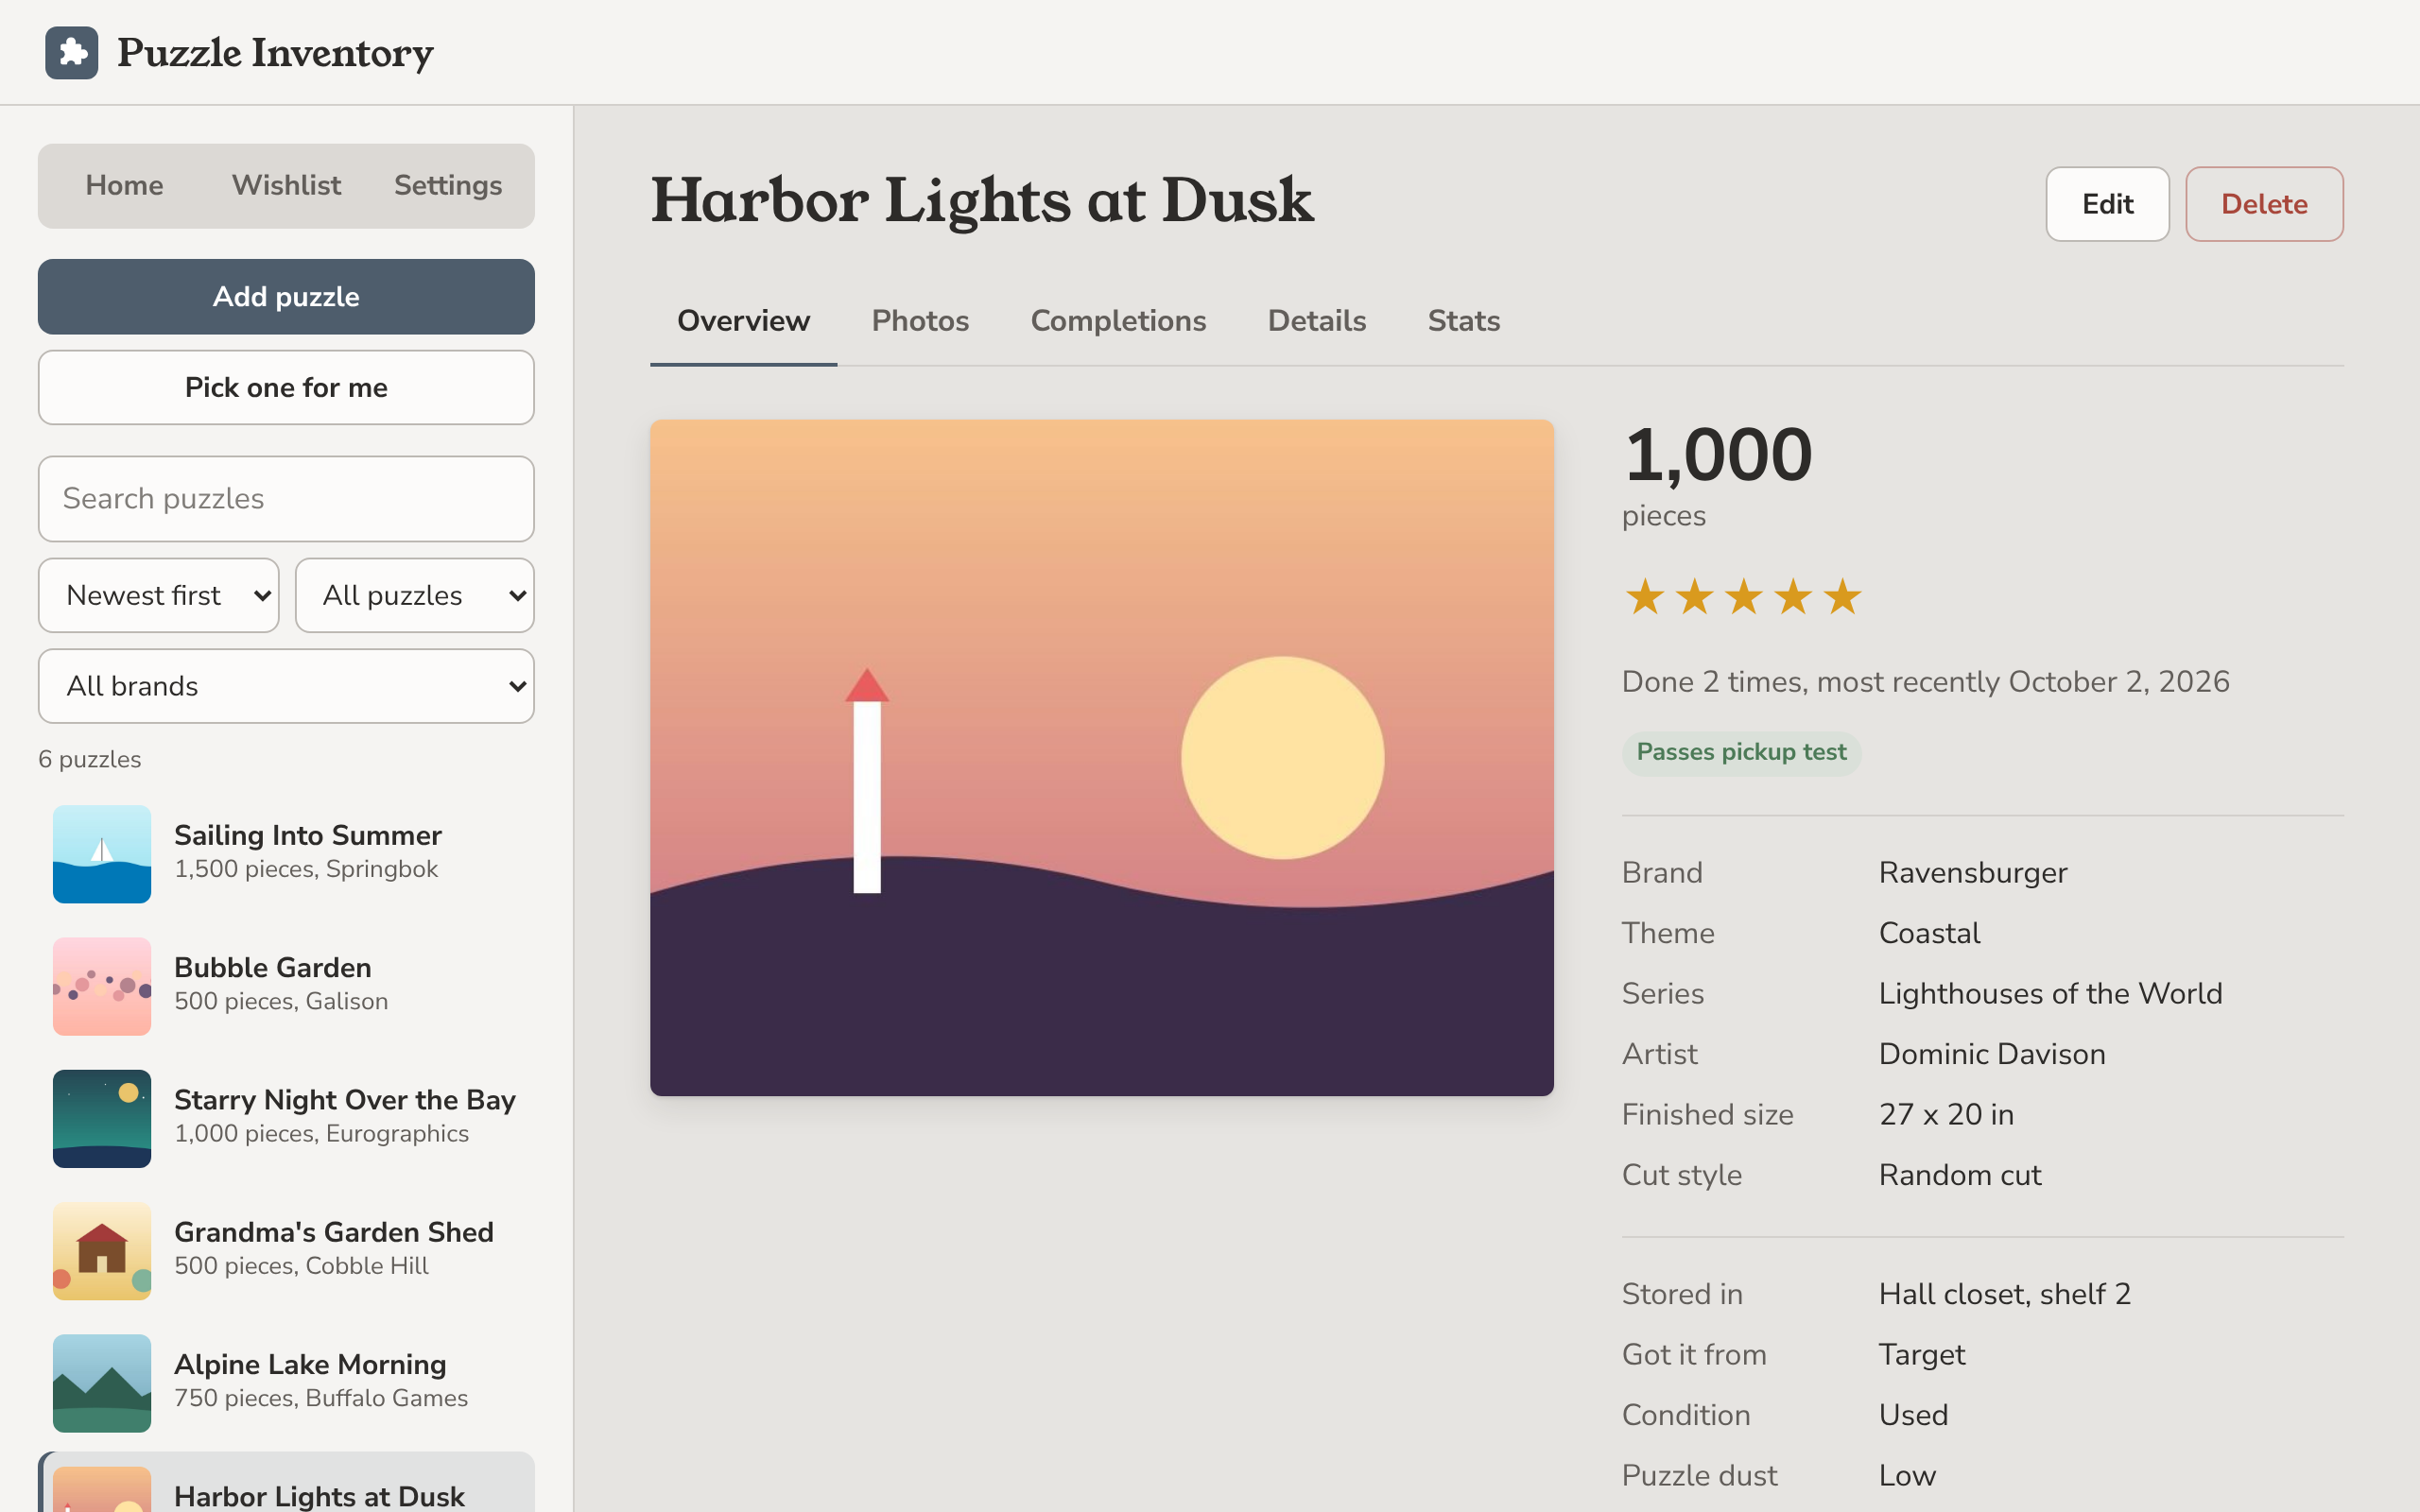 Puzzle Inventory
Home Wishlist Settings
Add puzzle
Pick one for me
Search puzzles
Newest first All puzzles
All brands
6 puzzles
Sailing Into Summer
1,500 pieces, Springbok
Bubble Garden
500 pieces, Galison
Starry Night Over the Bay
1,000 pieces, Eurographics
Grandma's Garden Shed
500 pieces, Cobble Hill
Alpine Lake Morning
750 pieces, Buffalo Games
Harbor Lights at Dusk
Harbor Lights at Dusk
Edit Delete
Overview Photos Completions Details Stats
1,000
pieces
★★★★★
Done 2 times, most recently October 2, 2026
Passes pickup test
Brand Ravensburger
Theme Coastal
Series Lighthouses of the World
Artist Dominic Davison
Finished size 27 x 20 in
Cut style Random cut
Stored in Hall closet, shelf 2
Got it from Target
Condition Used
Puzzle dust Low